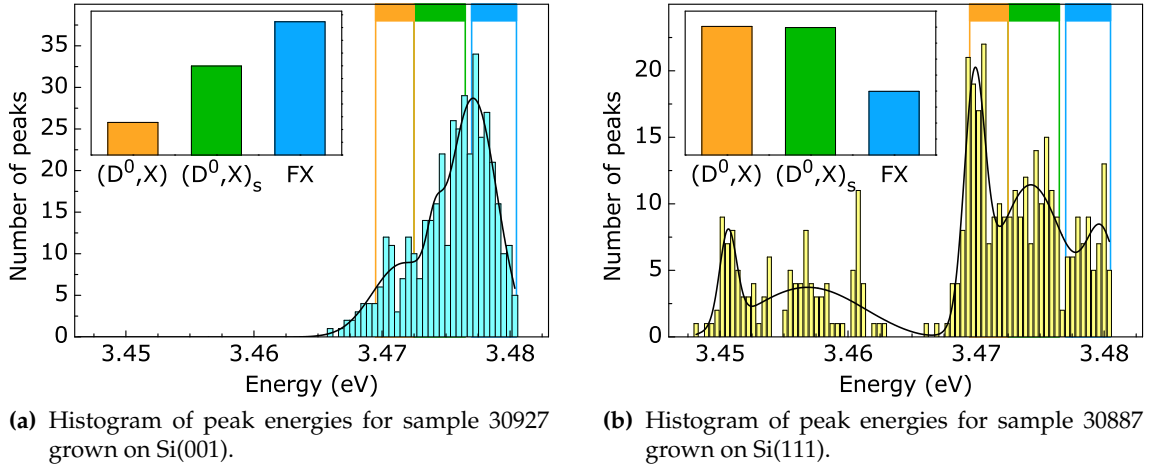 35
30
25
20
15
10
5
0
Number of peaks
(D⁰,X) (D⁰,X)ₛ FX
3.45 3.46 3.47 3.48
Energy (eV)
(a) Histogram of peak energies for sample 30927
grown on Si(001).
20
15
10
5
0
Number of peaks
(D⁰,X) (D⁰,X)ₛ FX
3.45 3.46 3.47 3.48
Energy (eV)
(b) Histogram of peak energies for sample 30887
grown on Si(111).